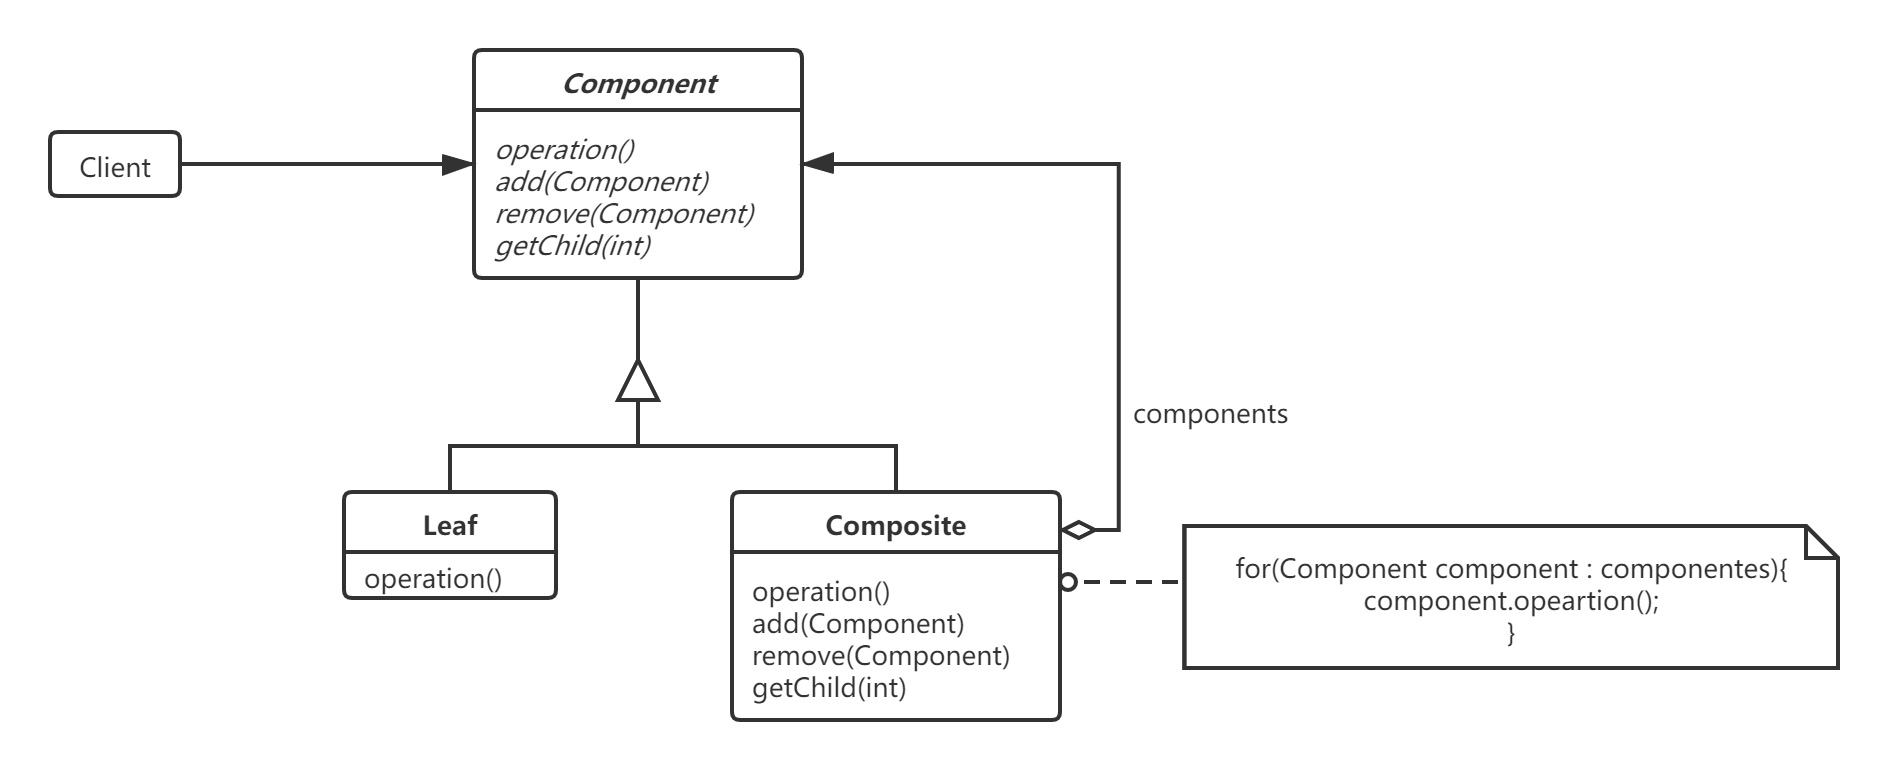 Component
operation()
add(Component)
remove(Component)
getChild(int)
Client
components
Leaf
operation()
Composite
operation()
add(Component)
remove(Component)
getChild(int)
for(Component component : componentes){
component.opeartion();
}